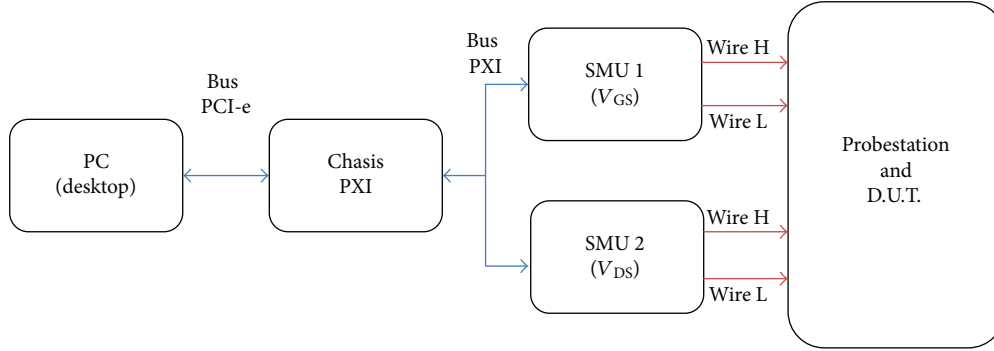 PC
(desktop)
Bus
PCI-e
Chasis
PXI
Bus
PXI
SMU 1
(VGS)
Wire H
Wire L
SMU 2
(VDS)
Wire H
Wire L
Probestation
and
D.U.T.